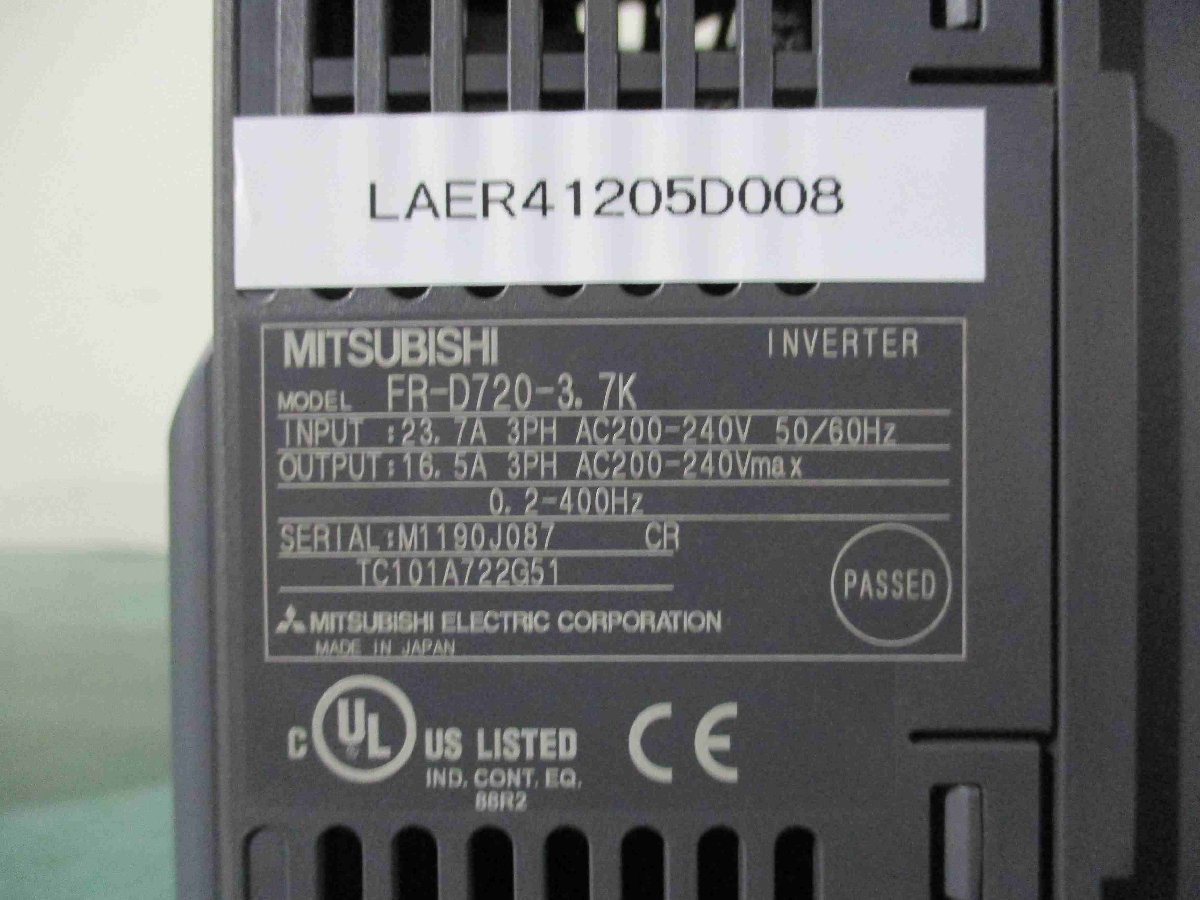 LAER41205D008
MITSUBISHI INVERTER
MODEL FR-D720-3.7K
INPUT :23.7A 3PH AC200-240V 50/60Hz
OUTPUT:16.5A 3PH AC200-240Vmax
0.2-400Hz
SERIAL:M1190J087 CR
TC101A722G51
PASSED
MITSUBISHI ELECTRIC CORPORATION
MADE IN JAPAN
C UL US LISTED CE
IND. CONT. EQ.
66R2